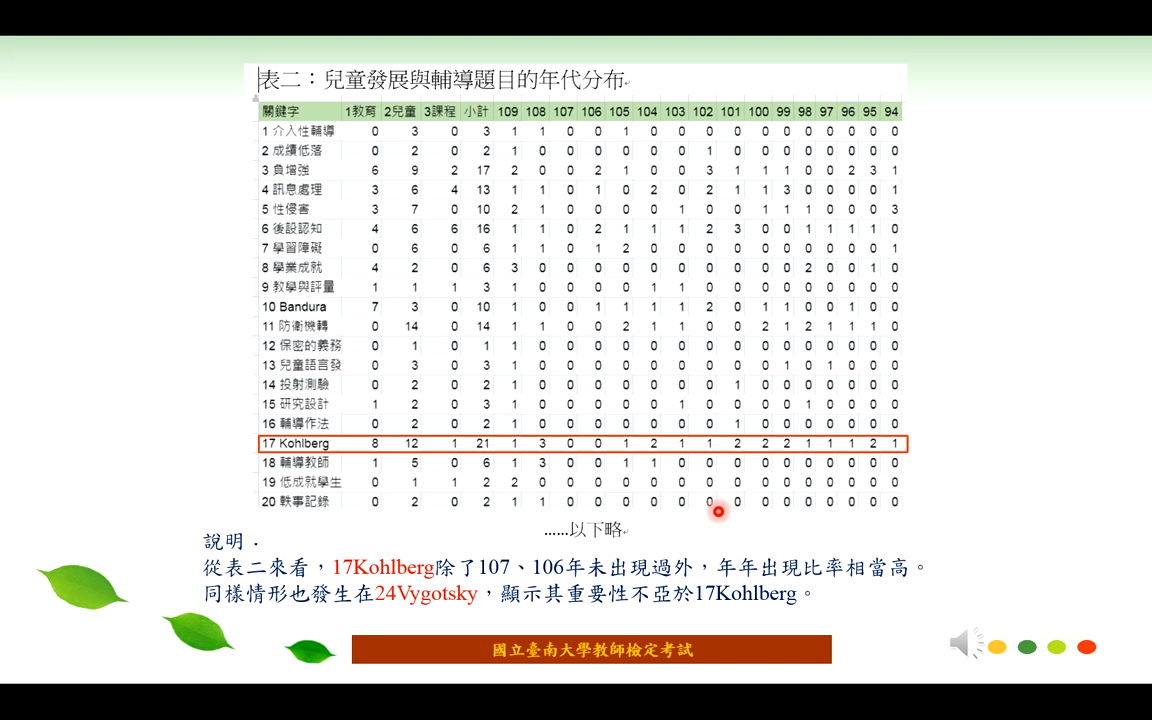 表二：兒童發展與輔導題目的年代分布
關鍵字 1教育 2兒童 3課程 小計 109 108 107 106 105 104 103 102 101 100 99 98 97 96 95 94
1 介入性輔導 0 3 0 3 1 1 0 0 1 0 0 0 0 0 0 0 0 0 0 0
2 成績低落 0 2 0 2 1 0 0 0 0 0 0 1 0 0 0 0 0 0 0 0
3 負增強 6 9 2 17 2 0 0 2 1 0 0 3 1 1 1 0 0 2 3 1
4 訊息處理 3 6 4 13 1 1 0 1 0 2 0 2 1 1 3 0 0 0 0 1
5 性侵害 3 7 0 10 2 1 0 0 0 0 1 0 0 1 1 1 0 0 0 3
6 後設認知 4 6 6 16 1 1 0 2 1 1 1 2 3 0 0 1 1 1 1 0
7 學習障礙 0 6 0 6 1 1 0 1 2 0 0 0 0 0 0 0 0 0 0 1
8 學業成就 4 2 0 6 3 0 0 0 0 0 0 0 0 0 0 2 0 0 1 0
9 教學與評量 1 1 1 3 1 0 0 0 0 1 1 0 0 0 0 0 0 0 0 0
10 Bandura 7 3 0 10 1 0 0 1 1 1 1 2 0 1 1 0 0 1 0 0
11 防衛機轉 0 14 0 14 1 1 0 0 2 1 1 0 0 2 1 2 1 1 1 0
12 保密的義務 0 1 0 1 1 0 0 0 0 0 0 0 0 0 0 0 0 0 0 0
13 兒童語言發 0 3 0 3 1 0 0 0 0 0 0 0 0 0 1 0 1 0 0 0
14 投射測驗 0 2 0 2 1 0 0 0 0 0 0 0 1 0 0 0 0 0 0 0
15 研究設計 1 2 0 3 1 0 0 0 0 0 1 0 0 0 0 1 0 0 0 0
16 輔導作法 0 2 0 2 1 0 0 0 0 0 0 0 1 0 0 0 0 0 0 0
17 Kohlberg 8 12 1 21 1 3 0 0 1 2 1 1 2 2 2 1 1 1 2 1
18 輔導教師 1 5 0 6 1 3 0 0 1 1 0 0 0 0 0 0 0 0 0 0
19 低成就學生 0 1 1 2 2 0 0 0 0 0 0 0 0 0 0 0 0 0 0 0
20 軼事記錄 0 2 0 2 1 1 0 0 0 0 0 0 0 0 0 0 0 0 0 0
......以下略
說明．
從表二來看，17Kohlberg除了107、106年未出現過外，年年出現比率相當高。
同樣情形也發生在24Vygotsky，顯示其重要性不亞於17Kohlberg。
國立臺南大學教師檢定考試